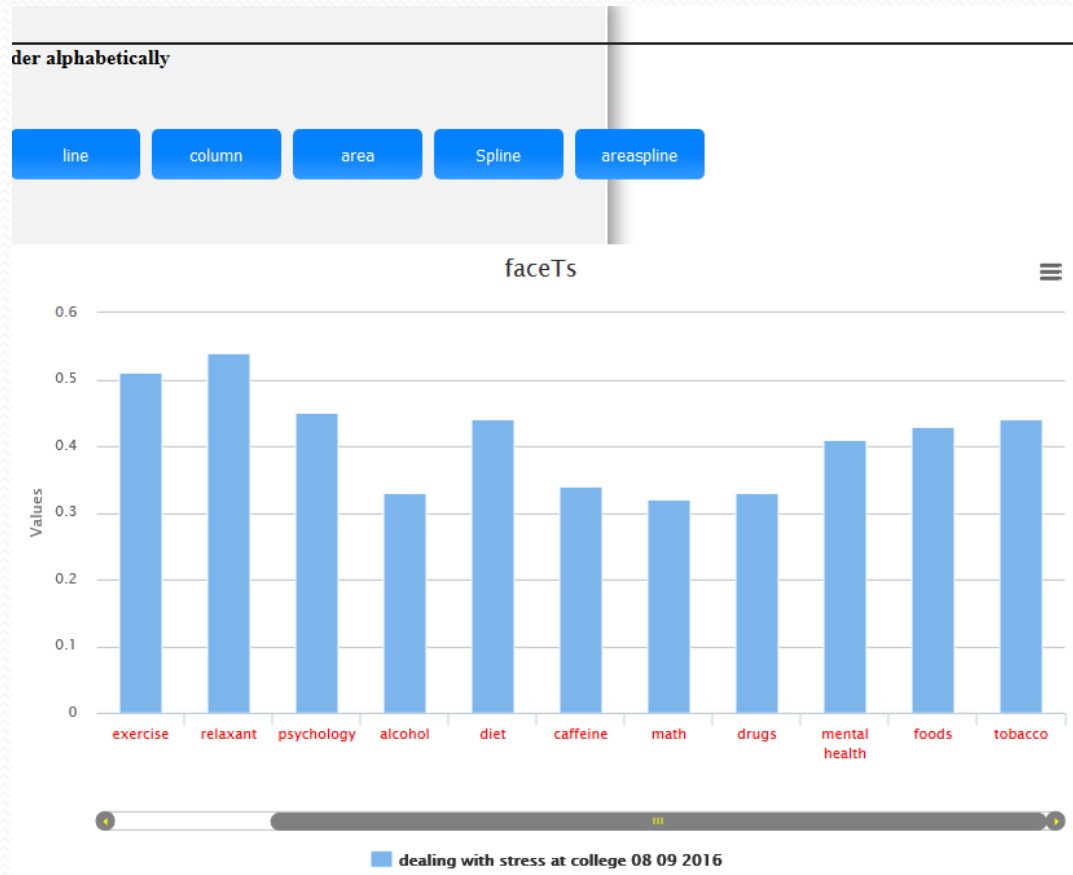 der alphabetically
line column area Spline areaspline
faceTs
0.6
0.5
0.4
0.3
0.2
0.1
0
Values
exercise relaxant psychology alcohol diet caffeine math drugs mental health foods tobacco
dealing with stress at college 08 09 2016